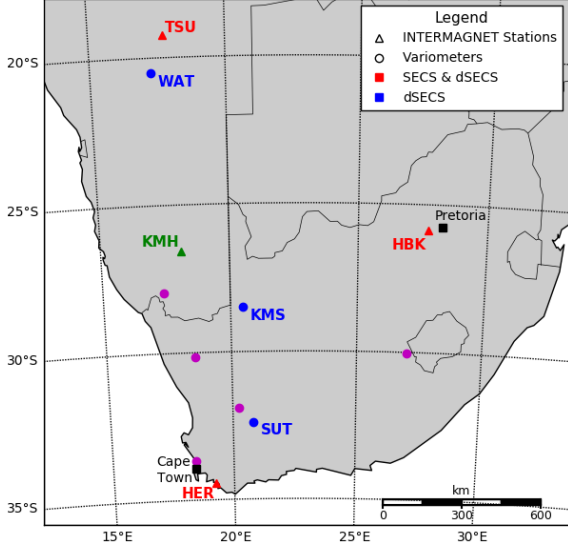 Legend
INTERMAGNET Stations
Variometers
SECS & dSECS
dSECS
TSU
20°S
WAT
25°S
Pretoria
KMH
HBK
KMS
30°S
SUT
Cape
Town
HER
km
35°S
0 300 600
15°E 20°E 25°E 30°E